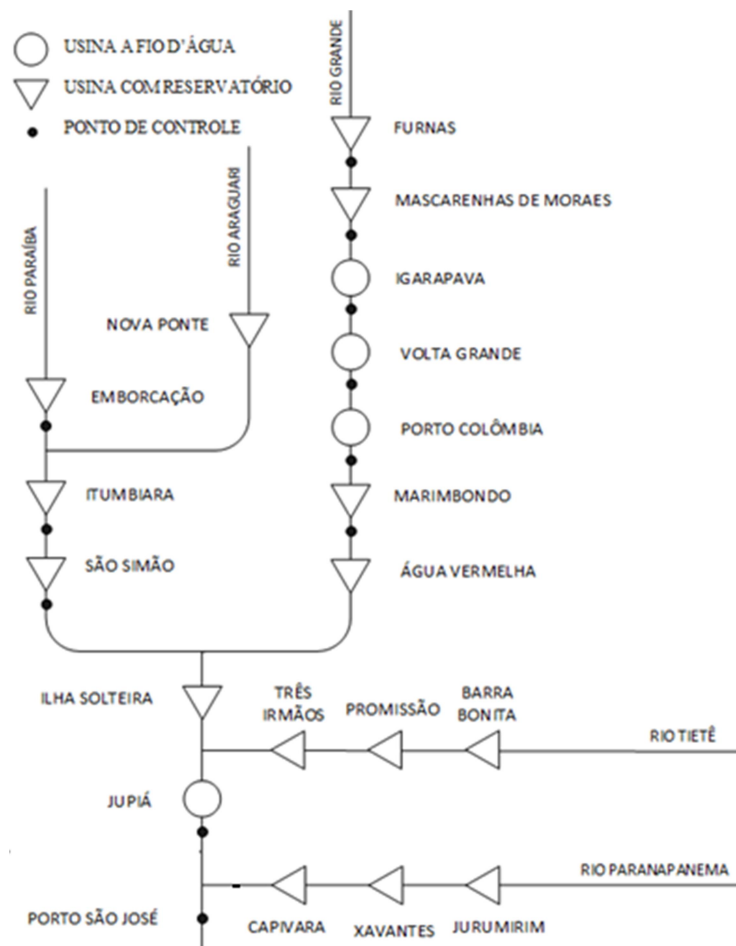 USINA A FIO D'ÁGUA
USINA COM RESERVATÓRIO
PONTO DE CONTROLE
RIO GRANDE
FURNAS
MASCARENHAS DE MORAES
IGARAPAVA
VOLTA GRANDE
PORTO COLÔMBIA
MARIMBONDO
ÁGUA VERMELHA
RIO PARAÍBA
RIO ARAGUARI
NOVA PONTE
EMBORCAÇÃO
ITUMBIARA
SÃO SIMÃO
ILHA SOLTEIRA
TRÊS
IRMÃOS
PROMISSÃO
BARRA
BONITA
RIO TIETÊ
JUPIÁ
RIO PARANAPANEMA
PORTO SÃO JOSÉ
CAPIVARA
XAVANTES
JURUMIRIM